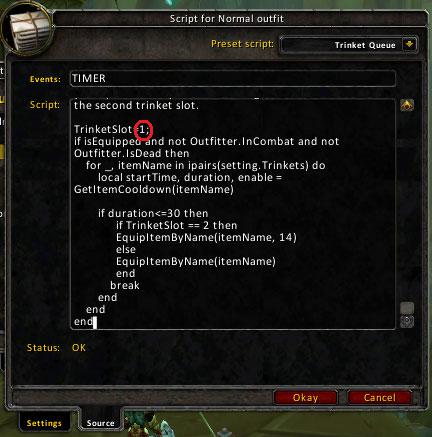 Script for Normal outfit
Preset script:
Trinket Queue
Events:
TIMER
Script:
the second trinket slot.
TrinketSlot=1;
if isEquipped and not Outfitter.InCombat and not
Outfitter.IsDead then
for _, itemName in ipairs(setting.Trinkets) do
local startTime, duration, enable =
GetItemCooldown(itemName)
if duration<=30 then
if TrinketSlot == 2 then
EquipItemByName(itemName, 14)
else
EquipItemByName(itemName)
end
break
end
end
end
Status:
OK
Okay
Cancel
Settings
Source